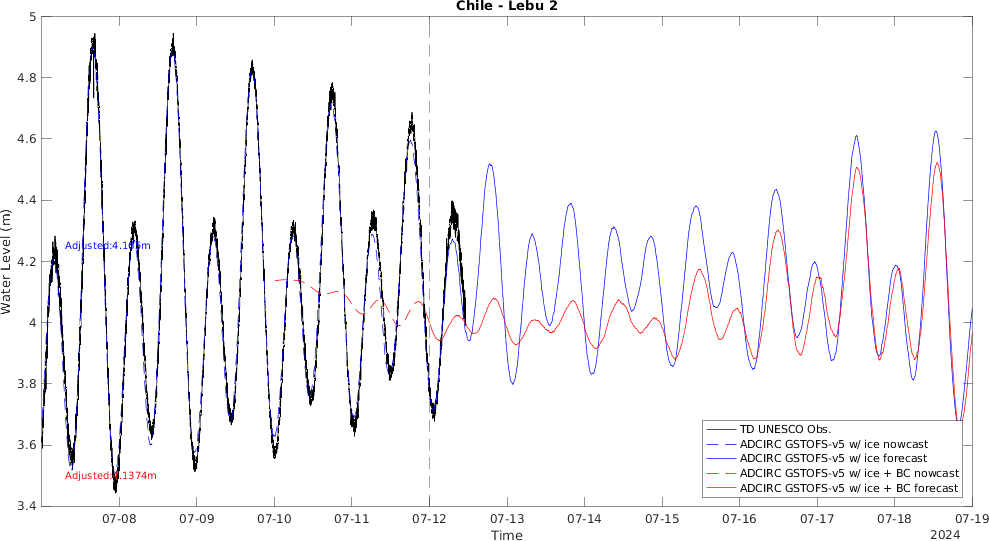 Chile - Lebu 2
Water Level (m)
5
4.8
4.6
4.4
4.2
4
3.8
3.6
3.4
Adjusted:4.165m
Adjusted:4.1374m
TD UNESCO Obs.
ADCIRC GSTOFS-v5 w/ ice nowcast
ADCIRC GSTOFS-v5 w/ ice forecast
ADCIRC GSTOFS-v5 w/ ice + BC nowcast
ADCIRC GSTOFS-v5 w/ ice + BC forecast
07-08 07-09 07-10 07-11 07-12 07-13 07-14 07-15 07-16 07-17 07-18 07-19
Time
2024